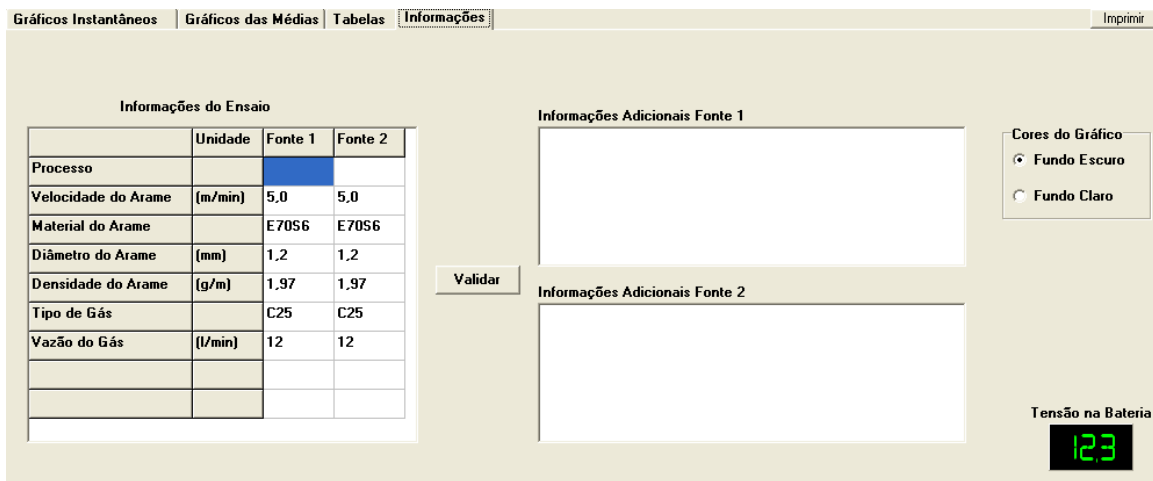 Gráficos Instantâneos Gráficos das Médias Tabelas Informações Imprimir
Informações do Ensaio
Unidade Fonte 1 Fonte 2
Processo
Velocidade do Arame (m/min) 5,0 5,0
Material do Arame E70S6 E70S6
Diâmetro do Arame (mm) 1,2 1,2
Densidade do Arame (g/m) 1,97 1,97
Tipo de Gás C25 C25
Vazão do Gás (l/min) 12 12
Validar
Informações Adicionais Fonte 1
Informações Adicionais Fonte 2
Cores do Gráfico
Fundo Escuro
Fundo Claro
Tensão na Bateria
12,3